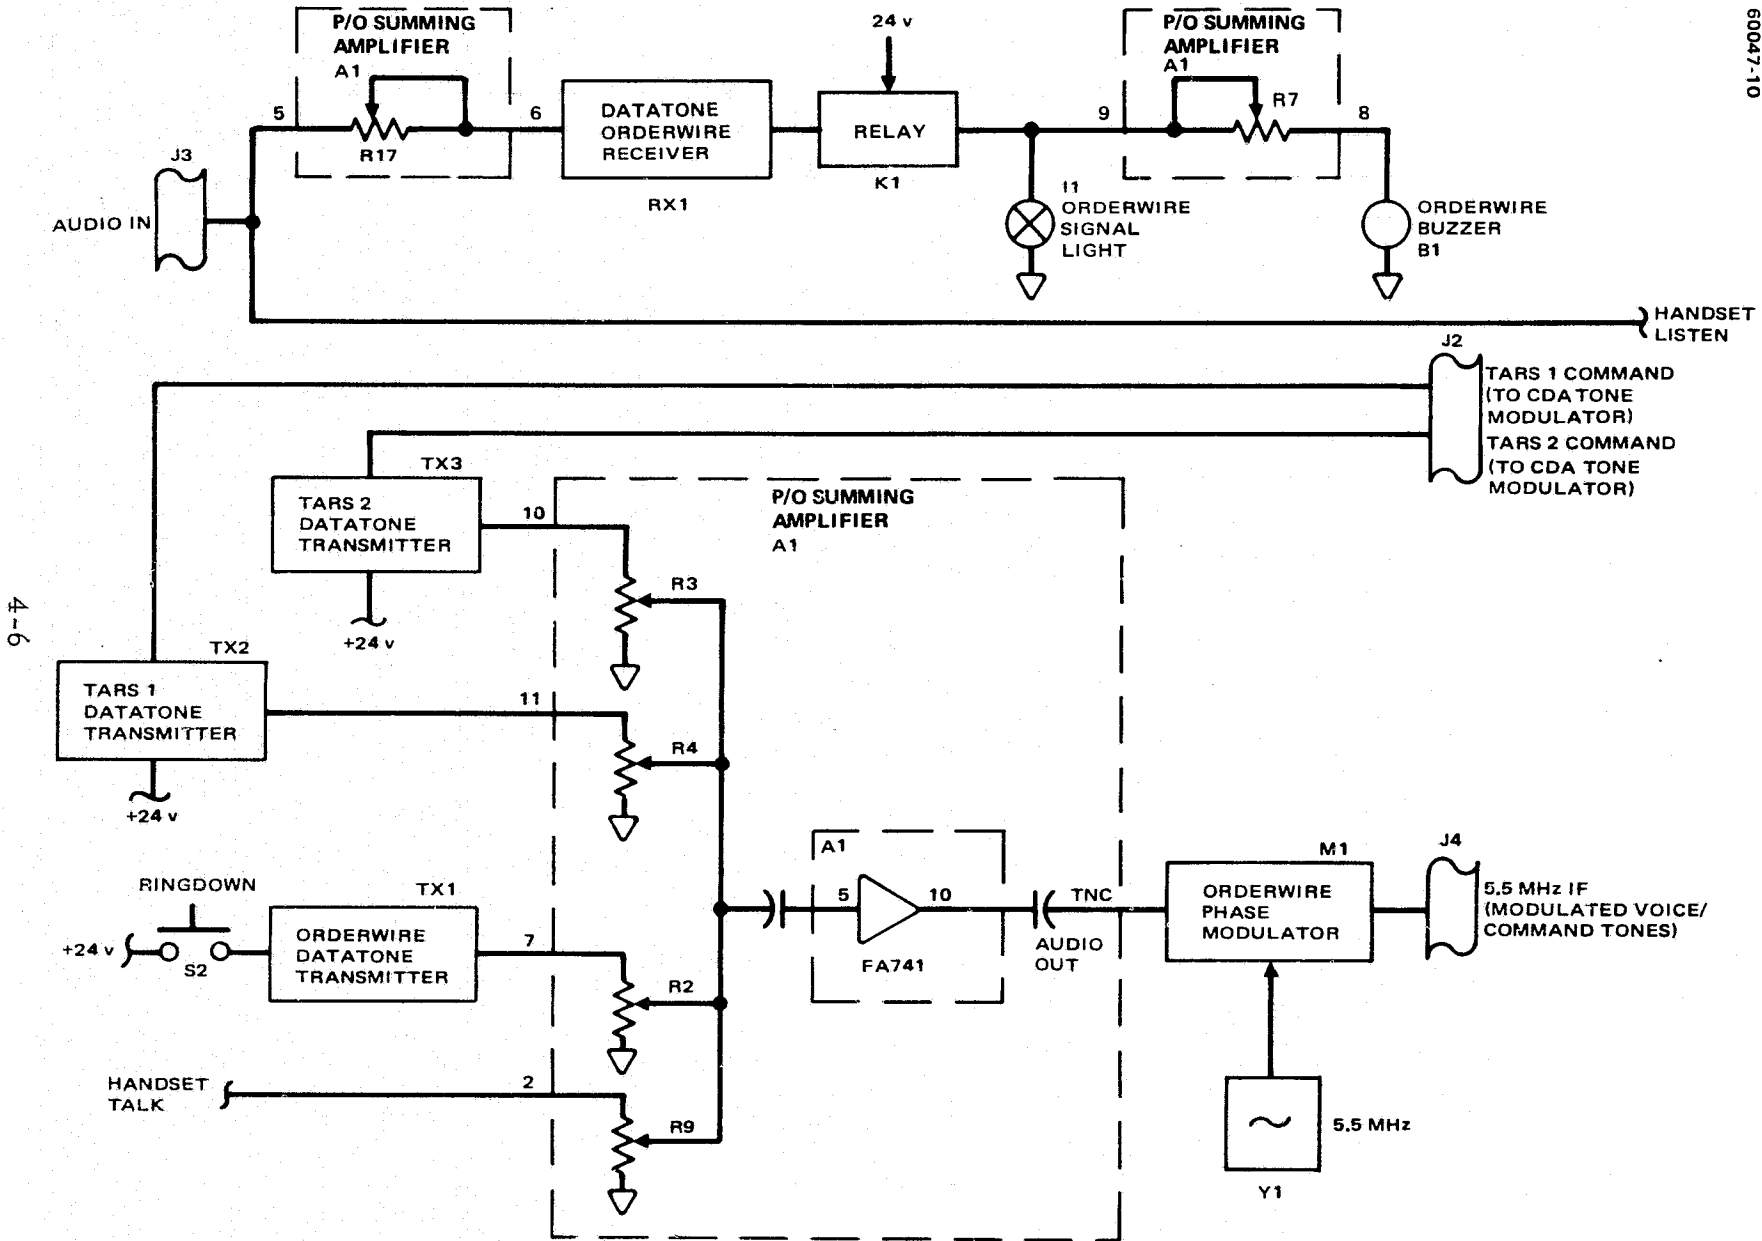 60047-10
P/O SUMMING
AMPLIFIER
A1
5
R17
6
DATATONE
ORDERWIRE
RECEIVER
RX1
24 v
RELAY
K1
9
P/O SUMMING
AMPLIFIER
A1
R7
8
J3
AUDIO IN
I1
ORDERWIRE
SIGNAL
LIGHT
ORDERWIRE
BUZZER
B1
HANDSET
LISTEN
J2
TARS 1 COMMAND
(TO CDA TONE
MODULATOR)
TARS 2 COMMAND
(TO CDA TONE
MODULATOR)
TX3
TARS 2
DATATONE
TRANSMITTER
+24 v
10
P/O SUMMING
AMPLIFIER
A1
R3
4-6
TX2
TARS 1
DATATONE
TRANSMITTER
+24 v
11
R4
RINGDOWN
+24 v
S2
TX1
ORDERWIRE
DATATONE
TRANSMITTER
7
R2
A1
5
10
FA741
TNC
AUDIO
OUT
M1
ORDERWIRE
PHASE
MODULATOR
J4
5.5 MHz IF
(MODULATED VOICE/
COMMAND TONES)
HANDSET
TALK
2
R9
5.5 MHz
Y1